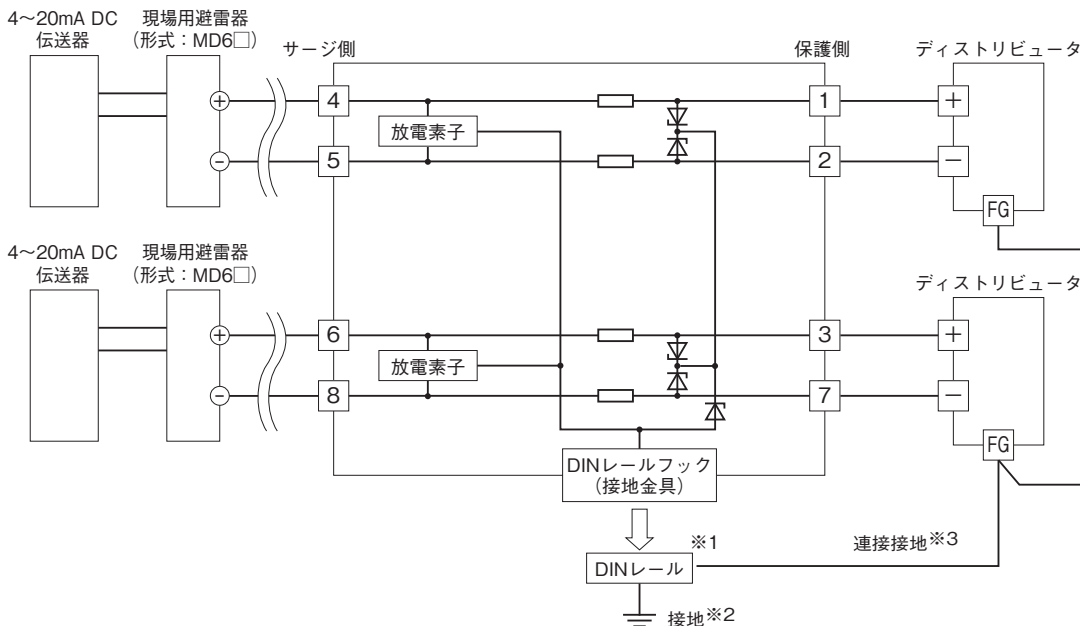 4～20mA DC
伝送器
現場用避雷器
（形式：MD6□）
サージ側
保護側
ディストリビュータ
+
−
4
5
放電素子
1
2
+
−
FG
4～20mA DC
伝送器
現場用避雷器
（形式：MD6□）
ディストリビュータ
+
−
6
8
放電素子
3
7
+
−
FG
DINレールフック
（接地金具）
※1
連接接地※3
DINレール
接地※2